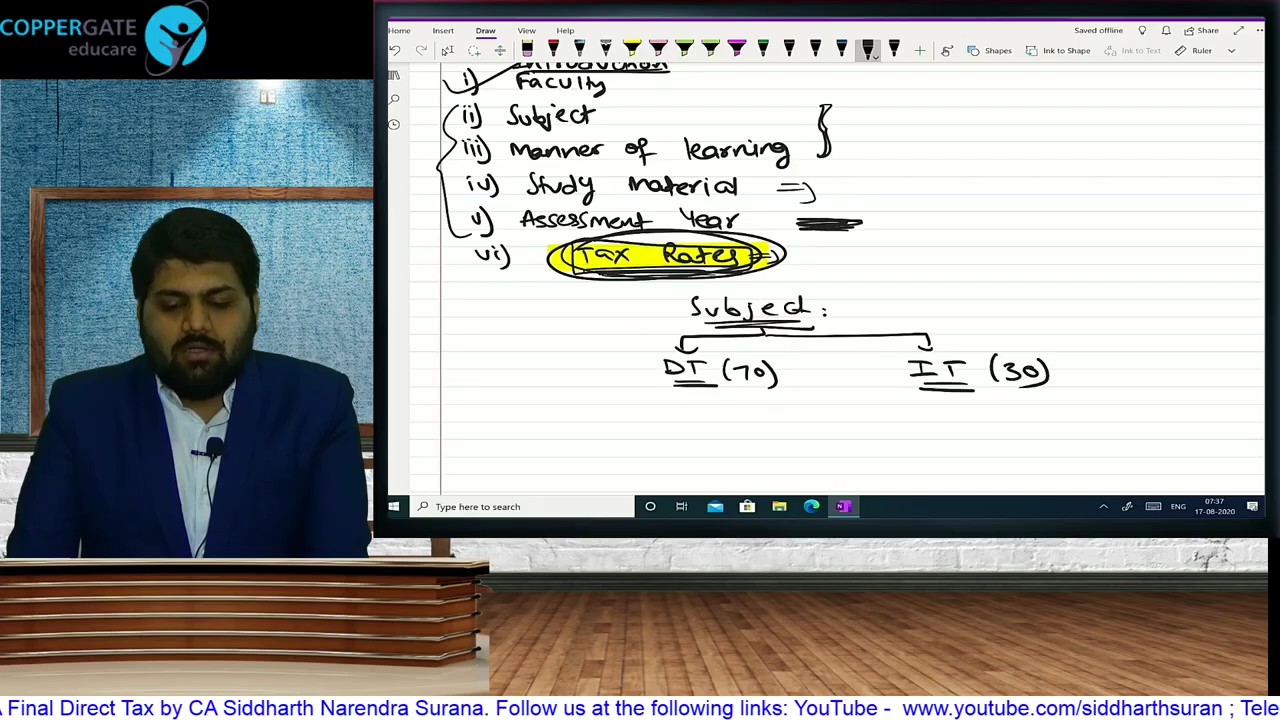 COPPERGATE
educare
Home Insert Draw View Help
Saved offline Share
Shapes Ink to Shape Ink to Text Ruler
Introduction
i) Faculty
ii) Subject
iii) Manner of learning
iv) Study Material =>
v) Assessment Year
vi) Tax Rates =>
Subject:
DT (70) IT (30)
Type here to search
ENG
07:37
17-08-2020
A Final Direct Tax by CA Siddharth Narendra Surana. Follow us at the following links: YouTube - www.youtube.com/siddharthsuran ; Tele